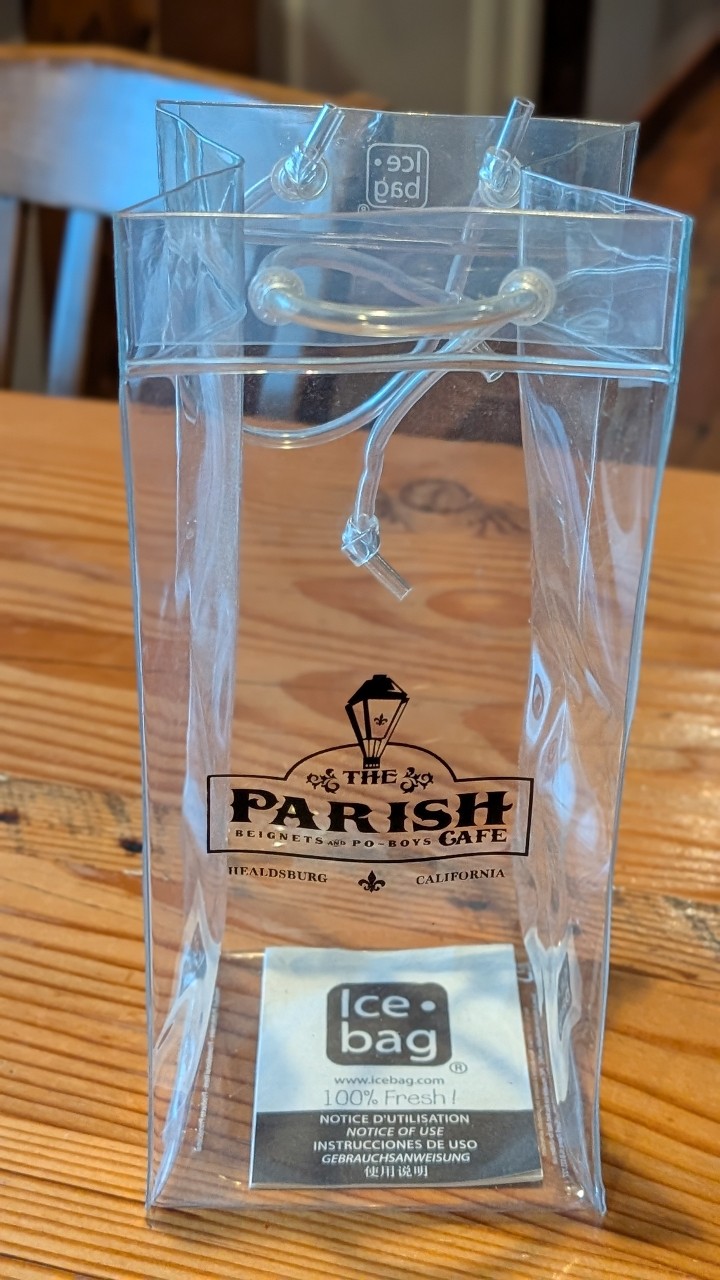 Ice•
bag
®
THE
PARISH
BEIGNETS AND PO-BOYS CAFE
HEALDSBURG CALIFORNIA
Ice•
bag
®
www.icebag.com
100% Fresh!
NOTICE D'UTILISATION
NOTICE OF USE
INSTRUCCIONES DE USO
GEBRAUCHSANWEISUNG
使用说明